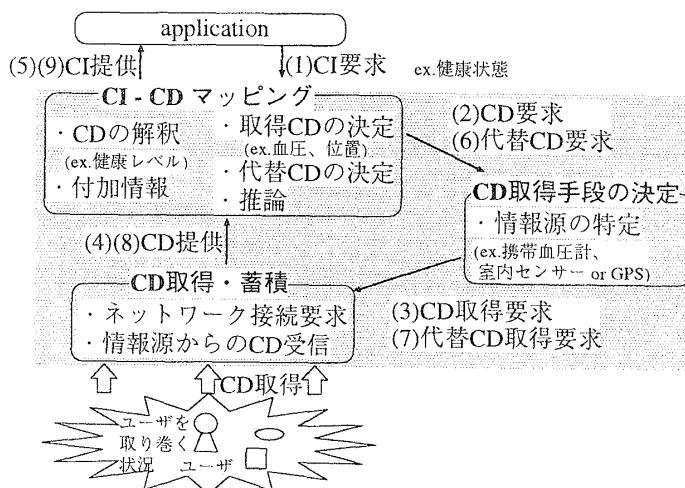 application
(5)(9)CI提供
(1)CI要求 ex.健康状態
CI - CD マッピング
・CDの解釈
(ex.健康レベル)
・付加情報
・取得CDの決定
(ex.血圧、位置)
・代替CDの決定
・推論
(2)CD要求
(6)代替CD要求
CD取得手段の決定
・情報源の特定
(ex.携帯血圧計、
室内センサー or GPS)
(4)(8)CD提供
CD取得・蓄積
・ネットワーク接続要求
・情報源からのCD受信
(3)CD取得要求
(7)代替CD取得要求
CD取得
ユーザを
取り巻く
状況
ユーザ